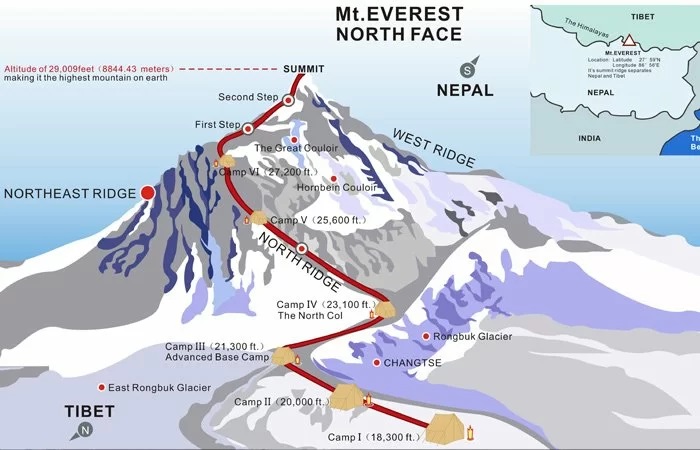 Mt.EVEREST
NORTH FACE
TIBET
The Himalayas
Mt.EVEREST
Location: Latitude 27° 59'N
Longitude 86° 56'E
It's summit ridge separates
Nepal and Tibet
NEPAL
INDIA
Altitude of 29,009feet (8844.43 meters)
making it the highest mountain on earth
SUMMIT
S
NEPAL
Second Step
First Step
The Great Couloir
WEST RIDGE
Camp VI (27,200 ft.)
Hornbein Couloir
NORTHEAST RIDGE
Camp V (25,600 ft.)
NORTH RIDGE
Camp IV (23,100 ft.)
The North Col
Camp III (21,300 ft.)
Advanced Base Camp
Rongbuk Glacier
CHANGTSE
East Rongbuk Glacier
Camp II (20,000 ft.)
TIBET
N
Camp I (18,300 ft.)